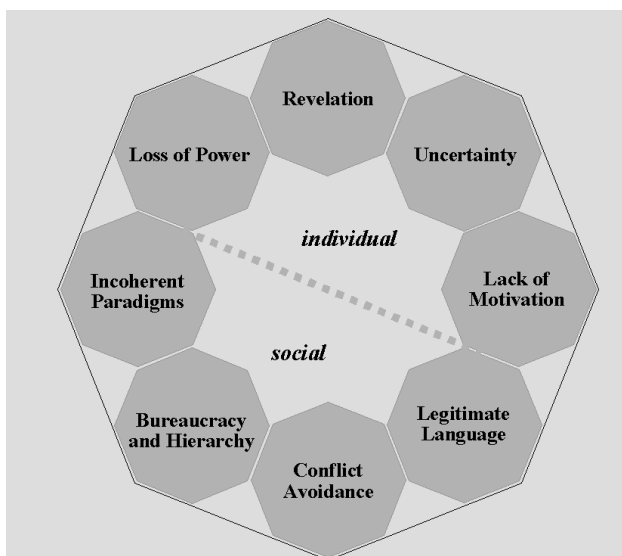 Revelation
Loss of Power
Uncertainty
individual
Incoherent
Paradigms
Lack of
Motivation
social
Bureaucracy
and Hierarchy
Legitimate
Language
Conflict
Avoidance